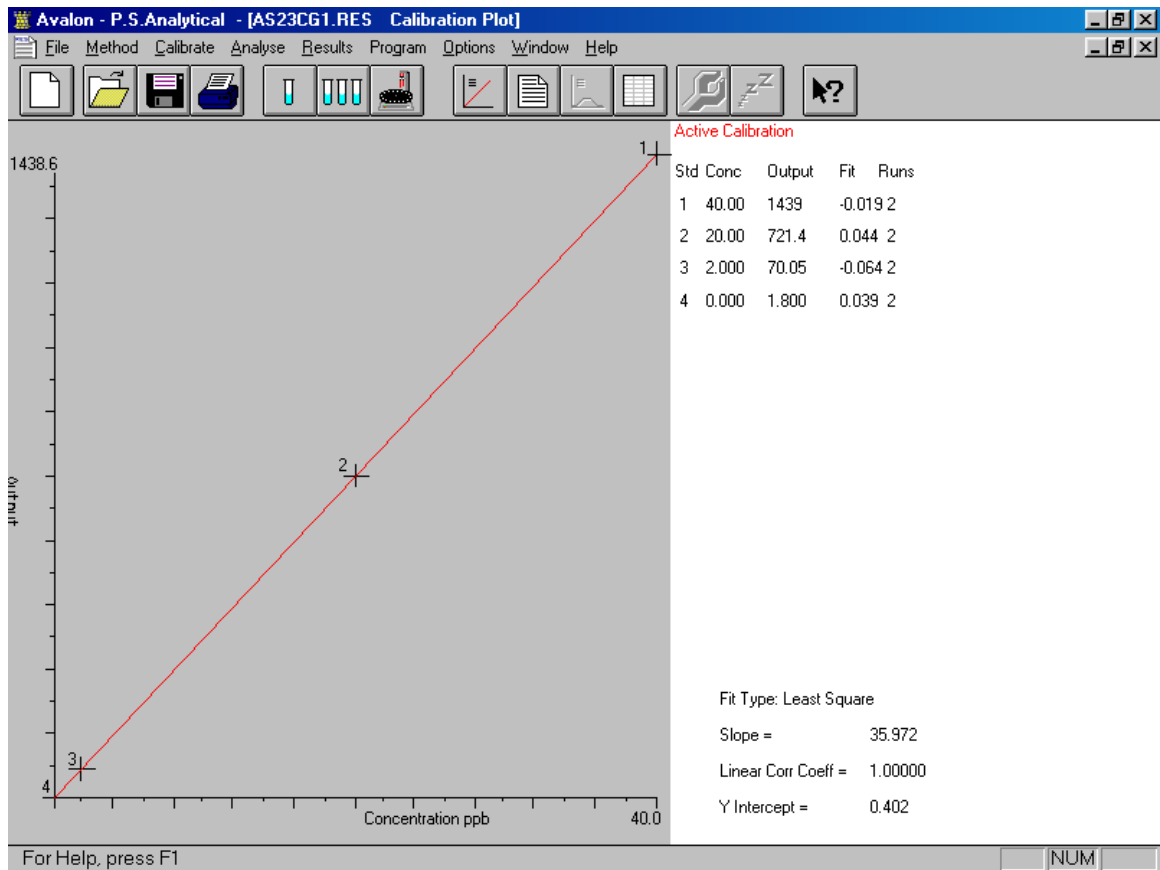 Avalon - P.S.Analytical - [AS23CG1.RES Calibration Plot]
File Method Calibrate Analyse Results Program Options Window Help
Active Calibration
Std Conc Output Fit Runs
1 40.00 1439 -0.019 2
2 20.00 721.4 0.044 2
3 2.000 70.05 -0.064 2
4 0.000 1.800 0.039 2
1438.6
1
2
3
4
Output
Concentration ppb
40.0
Fit Type: Least Square
Slope = 35.972
Linear Corr Coeff = 1.00000
Y Intercept = 0.402
For Help, press F1
NUM